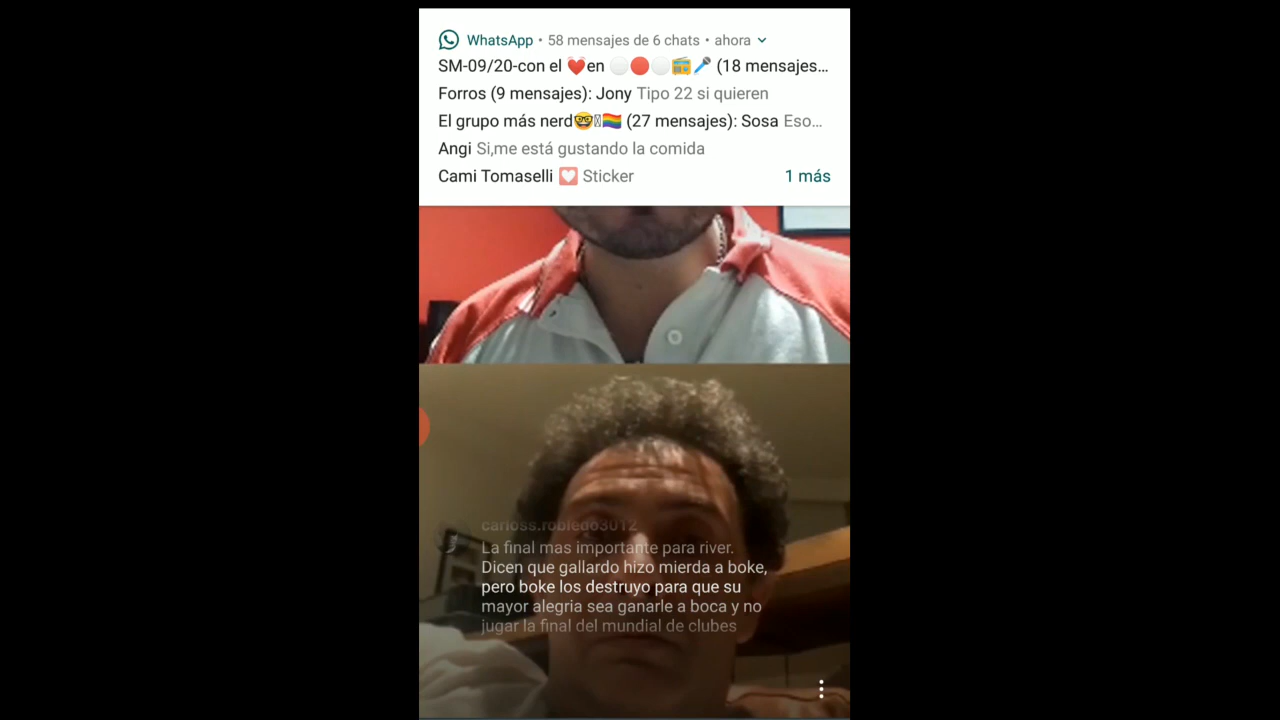 WhatsApp • 58 mensajes de 6 chats • ahora
SM-09/20-con el ❤️en ⚪🔴⚪📻🎤 (18 mensajes…
Forros (9 mensajes): Jony Tipo 22 si quieren
El grupo más nerd🤓🏳️‍🌈 (27 mensajes): Sosa Eso…
Angi Si,me está gustando la comida
Cami Tomaselli 💟 Sticker
1 más
carloss.robledo3012
La final mas importante para river.
Dicen que gallardo hizo mierda a boke,
pero boke los destruyo para que su
mayor alegria sea ganarle a boca y no
jugar la final del mundial de clubes